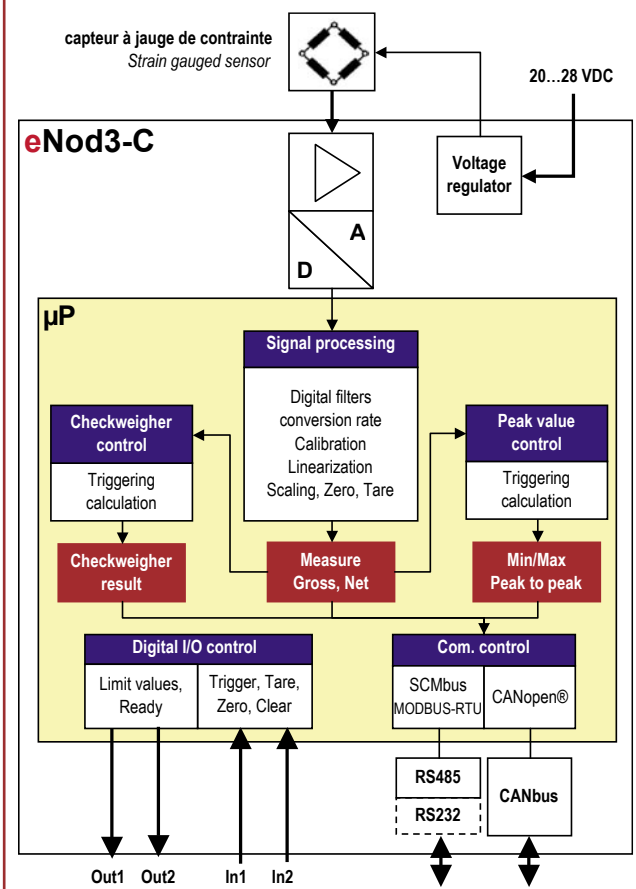 capteur à jauge de contrainte
Strain gauged sensor
20...28 VDC
eNod3-C
Voltage
regulator
A
D
µP
Signal processing
Digital filters
conversion rate
Calibration
Linearization
Scaling, Zero, Tare
Checkweigher
control
Triggering
calculation
Peak value
control
Triggering
calculation
Checkweigher
result
Measure
Gross, Net
Min/Max
Peak to peak
Digital I/O control
Limit values,
Ready
Trigger, Tare,
Zero, Clear
Com. control
SCMbus
MODBUS-RTU
CANopen®
RS485
RS232
CANbus
Out1
Out2
In1
In2